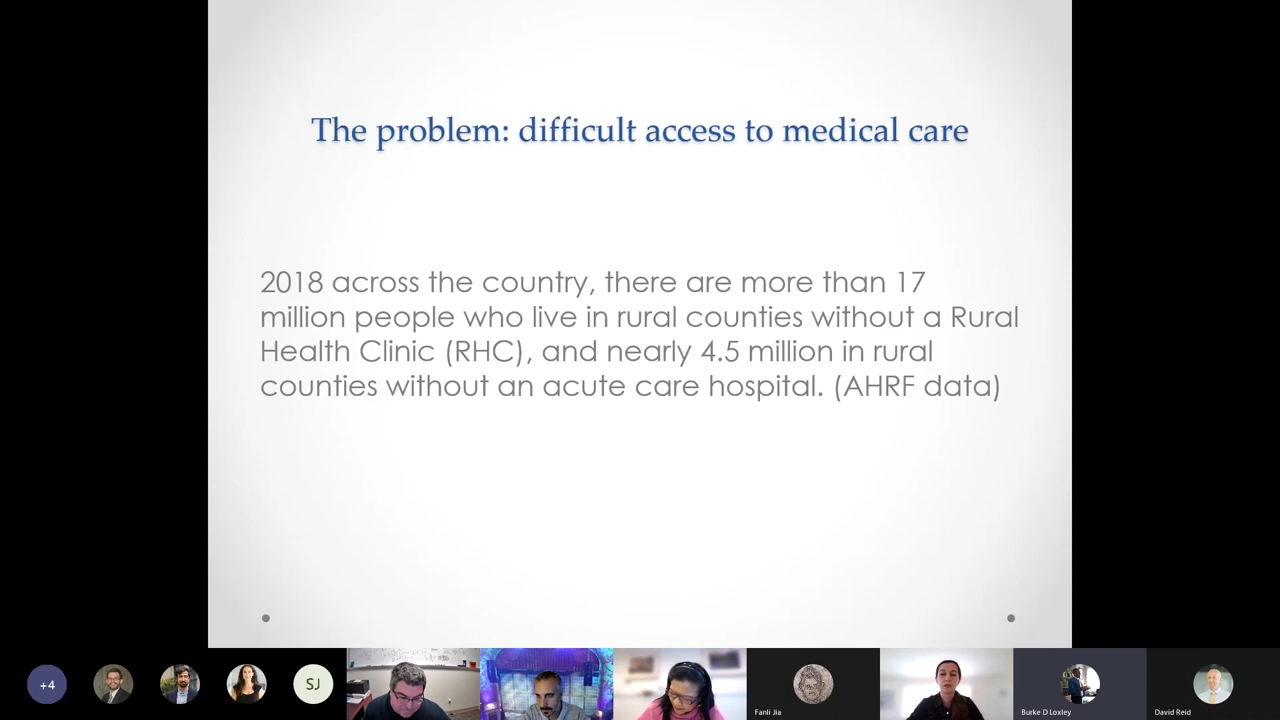 The problem: difficult access to medical care
2018 across the country, there are more than 17
million people who live in rural counties without a Rural
Health Clinic (RHC), and nearly 4.5 million in rural
counties without an acute care hospital. (AHRF data)
+4
SJ
Fanli Jia
Burke D Loxley
David Reid